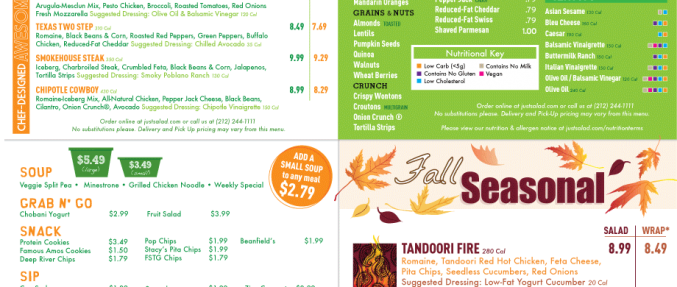 Arugula-Mesclun Mix, Pesto Chicken, Broccoli, Roasted Tomatoes, Red Onions
Fresh Mozzarella Suggested Dressing: Olive Oil & Balsamic Vinegar
TEXAS TWO STEP 8.49 7.69
Romaine, Black Beans & Corn, Roasted Red Peppers, Green Peppers, Buffalo
Chicken, Reduced-Fat Cheddar Suggested Dressing: Chilled Avocado
SMOKEHOUSE STEAK 9.99 9.29
Iceberg, Charbroiled Steak, Crumbled Feta, Black Beans & Corn, Jalapenos,
Tortilla Strips Suggested Dressing: Smoky Poblano Ranch
CHIPOTLE COWBOY 8.99 8.29
Romaine-Iceberg Mix, All-Natural Chicken, Pepper Jack Cheese, Black Beans,
Cilantro, Onion Crunch®, Avocado Suggested Dressing: Chipotle Vinaigrette
Order online at justsalad.com or call us at (212) 244-1111
No substitutions please. Delivery and Pick Up pricing may vary from this menu.
CHEF-DESIGNED AWESOM
Mandarin Oranges
GRAINS & NUTS
Almonds TOASTED
Lentils
Pumpkin Seeds
Quinoa
Walnuts
Wheat Berries
CRUNCH
Crispy Wontons
Croutons MULTIGRAIN
Onion Crunch ®
Tortilla Strips
Reduced-Fat Cheddar .79
Reduced-Fat Swiss .79
Shaved Parmesan 1.00
Nutritional Key
Low Carb (<5g) Contains No Milk
Contains No Gluten Vegan
Low Cholesterol
Asian Sesame
Bleu Cheese
Caesar
Balsamic Vinaigrette
Buttermilk Ranch
Italian Vinaigrette
Olive Oil / Balsamic Vinegar
Olive Oil
Order online at justsalad.com or call us at (212) 244-1111
No substitutions please. Delivery and Pick Up pricing may vary from this menu.
Please view our nutrition & allergen notice at justsalad.com/nutritionterms
SOUP $5.49 (large) $3.49 (small)
ADD A
SMALL SOUP
to any meal
$2.79
Veggie Split Pea • Minestrone • Grilled Chicken Noodle • Weekly Special
GRAB N' GO
Chobani Yogurt $2.99 Fruit Salad $3.99
SNACK
Protein Cookies $3.49 Pop Chips $1.99 Beanfield's $1.99
Famous Amos Cookies $1.50 Stacy's Pita Chips $1.99
Deep River Chips $1.79 FSTG Chips $1.79
SIP
Fall Seasonal
SALAD WRAP*
TANDOORI FIRE 280 Cal 8.99 8.49
Romaine, Tandoori Red Hot Chicken, Feta Cheese,
Pita Chips, Seedless Cucumbers, Red Onions
Suggested Dressing: Low-Fat Yogurt Cucumber 20 Cal